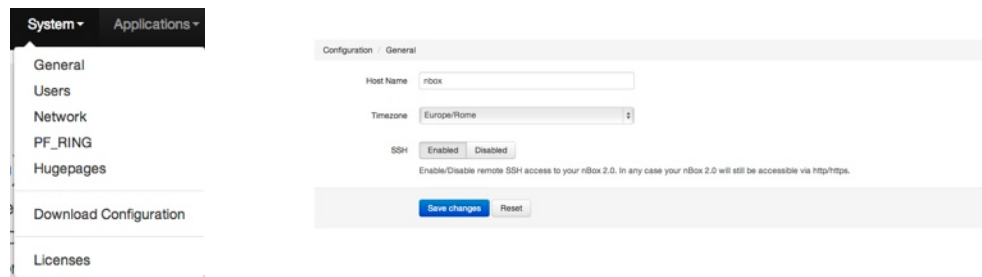 System Applications
General
Users
Network
PF_RING
Hugepages
Download Configuration
Licenses
Configuration / General
Host Name nbox
Timezone Europe/Rome
SSH Enabled Disabled
Enable/Disable remote SSH access to your nBox 2.0. In any case your nBox 2.0 will still be accessible via http/https.
Save changes Reset